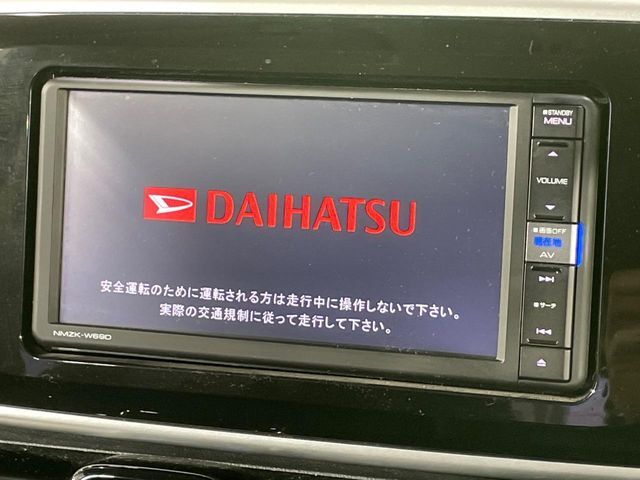 DAIHATSU
安全運転のために運転される方は走行中に操作しないで下さい。
実際の交通規制に従って走行して下さい。
NMZK-W69D
STANDBY
MENU
VOLUME
画面OFF
現在地
AV
サーチ